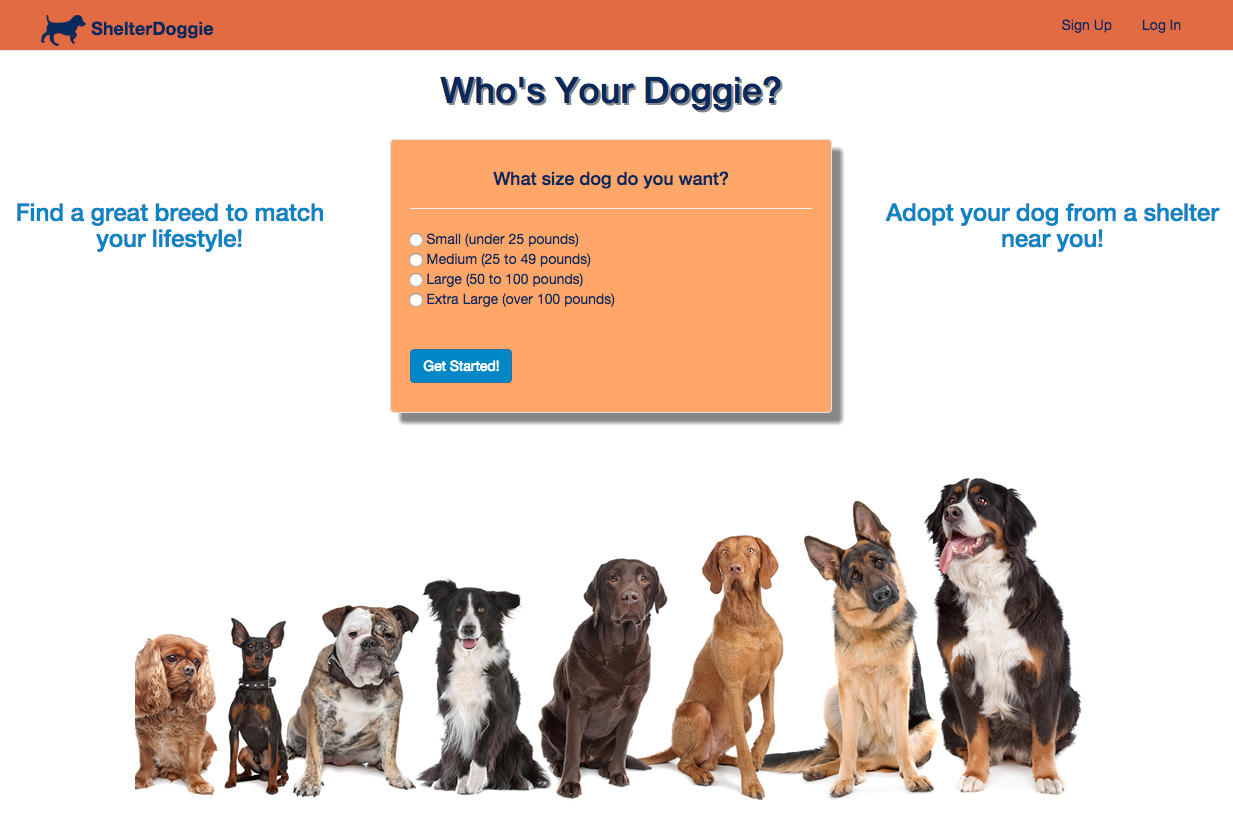 ShelterDoggie
Sign Up
Log In
Who's Your Doggie?
Find a great breed to match
your lifestyle!
What size dog do you want?
Small (under 25 pounds)
Medium (25 to 49 pounds)
Large (50 to 100 pounds)
Extra Large (over 100 pounds)
Get Started!
Adopt your dog from a shelter
near you!